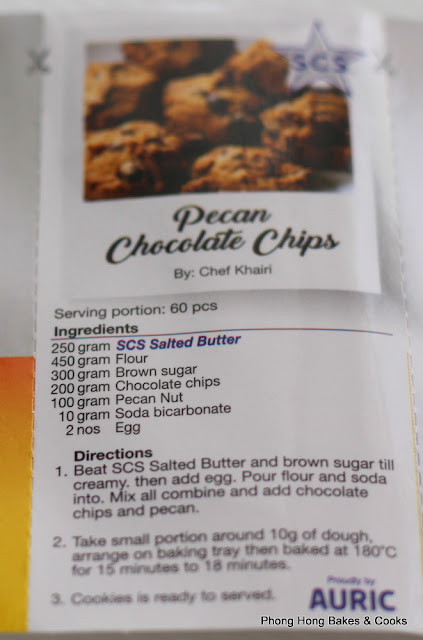 SCS
Pecan
Chocolate Chips
By: Chef Khairi
Serving portion: 60 pcs
Ingredients
250 gram SCS Salted Butter
450 gram Flour
300 gram Brown sugar
200 gram Chocolate chips
100 gram Pecan Nut
10 gram Soda bicarbonate
2 nos Egg
Directions
1. Beat SCS Salted Butter and brown sugar till
creamy. then add egg. Pour flour and soda
into. Mix all combine and add chocolate
chips and pecan.
2. Take small portion around 10g of dough,
arrange on baking tray then baked at 180°C
for 15 minutes to 18 minutes.
3. Cookies is ready to served.
Proudly by
AURIC
Phong Hong Bakes & Cooks